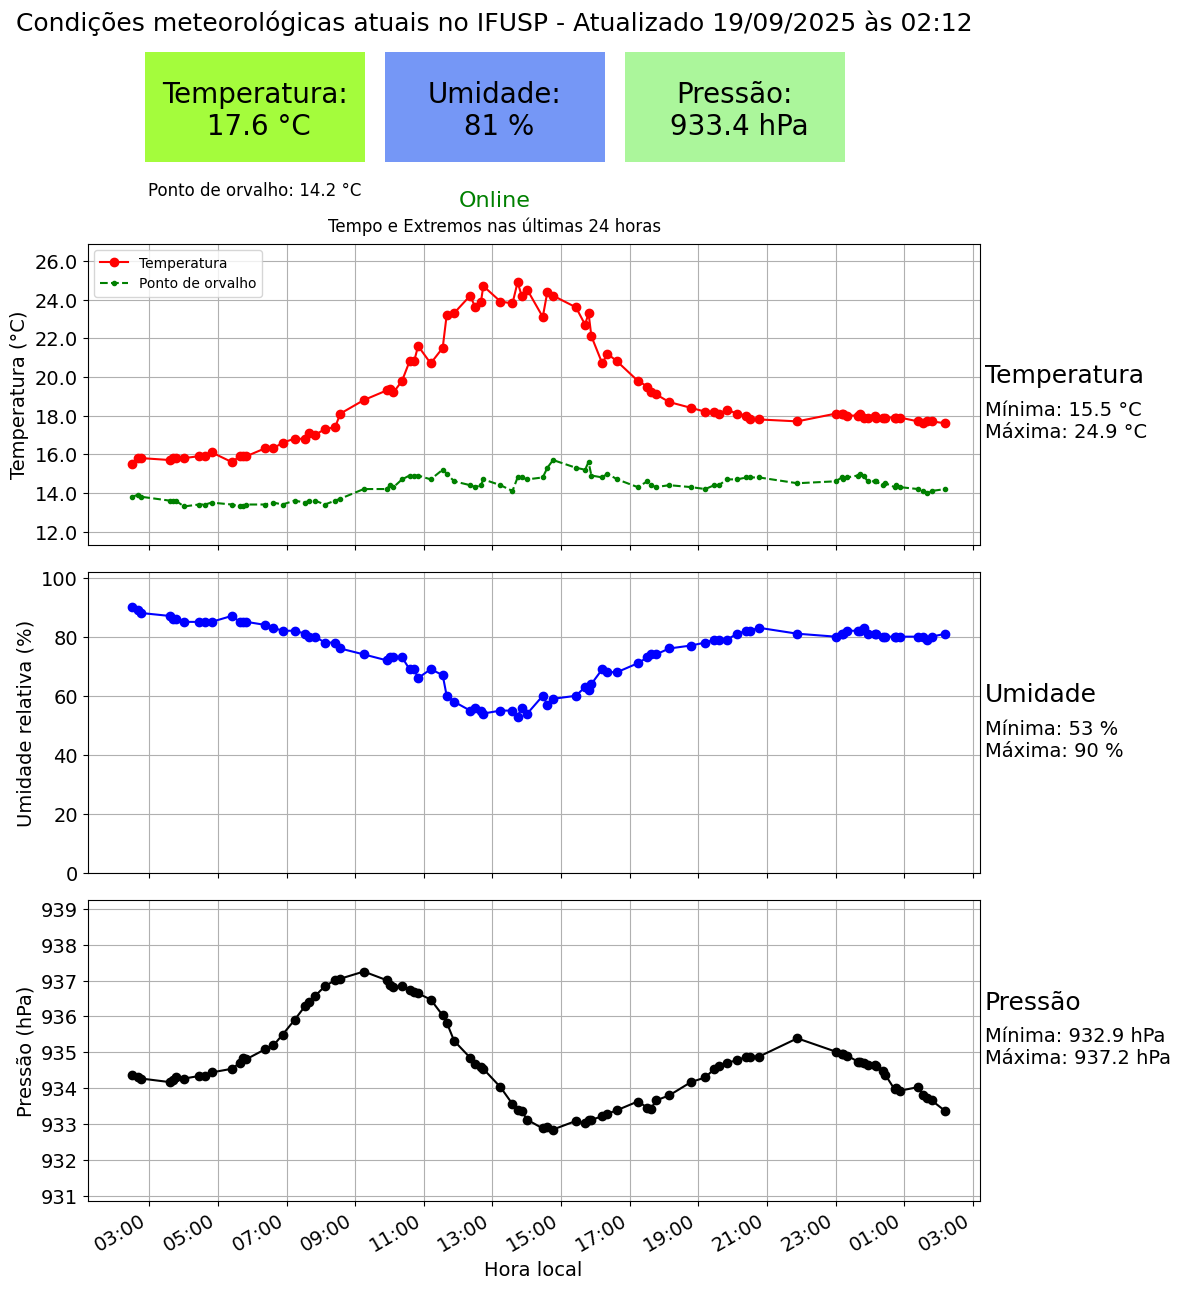 Condições meteorológicas atuais no IFUSP - Atualizado 19/09/2025 às 02:12
Temperatura:
17.6 °C
Umidade:
81 %
Pressão:
933.4 hPa
Ponto de orvalho: 14.2 °C
Online
Tempo e Extremos nas últimas 24 horas
Temperatura (°C)
26.0
24.0
22.0
20.0
18.0
16.0
14.0
12.0
Temperatura
Ponto de orvalho
Temperatura
Mínima: 15.5 °C
Máxima: 24.9 °C
Umidade relativa (%)
100
80
60
40
20
0
Umidade
Mínima: 53 %
Máxima: 90 %
Pressão (hPa)
939
938
937
936
935
934
933
932
931
Pressão
Mínima: 932.9 hPa
Máxima: 937.2 hPa
03:00 05:00 07:00 09:00 11:00 13:00 15:00 17:00 19:00 21:00 23:00 01:00 03:00
Hora local